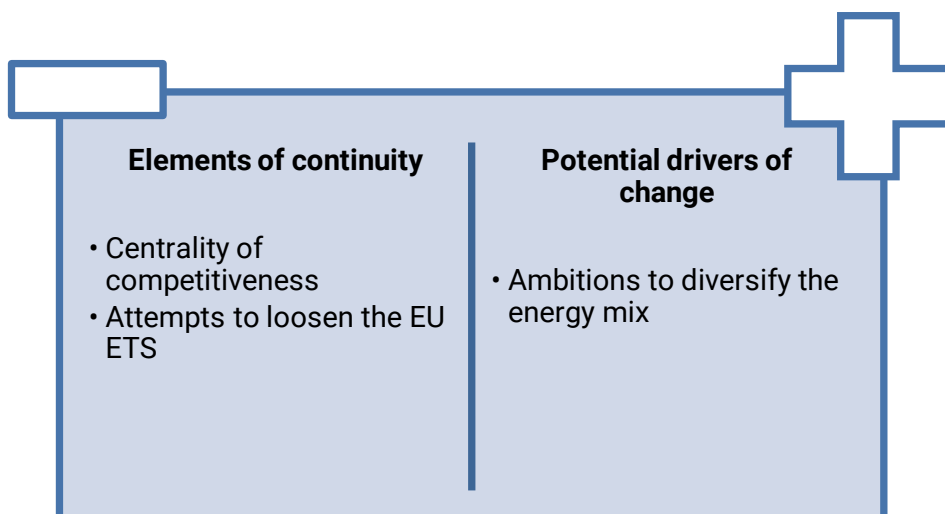 Elements of continuity
• Centrality of
competitiveness
• Attempts to loosen the EU
ETS
Potential drivers of
change
• Ambitions to diversify the
energy mix